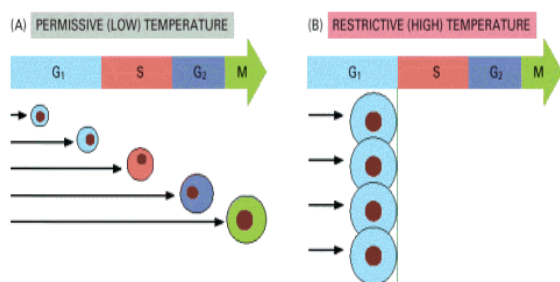 (A) PERMISSIVE (LOW) TEMPERATURE
G1 S G2 M
(B) RESTRICTIVE (HIGH) TEMPERATURE
G1 S G2 M